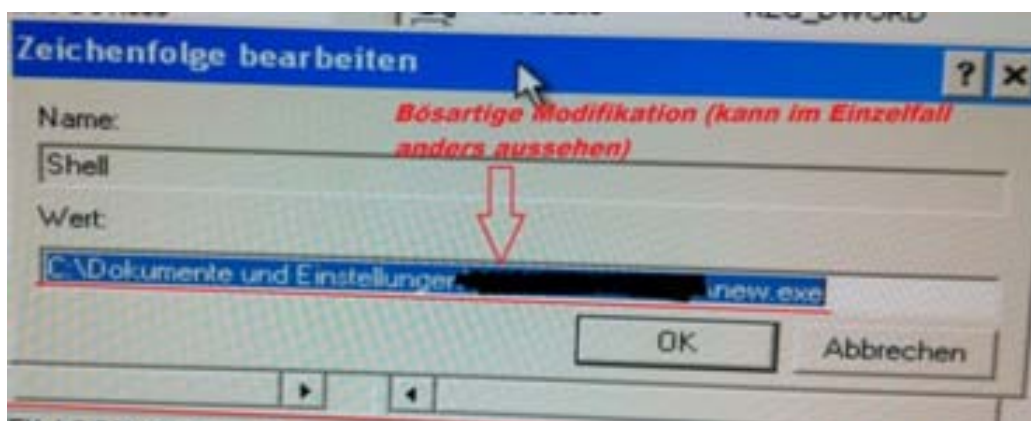 REG_DWORD
Zeichenfolge bearbeiten
Bösartige Modifikation (kann im Einzelfall
anders aussehen)
Name:
Shell
Wert:
C:\Dokumente und Einstellungen
\new.exe
OK
Abbrechen